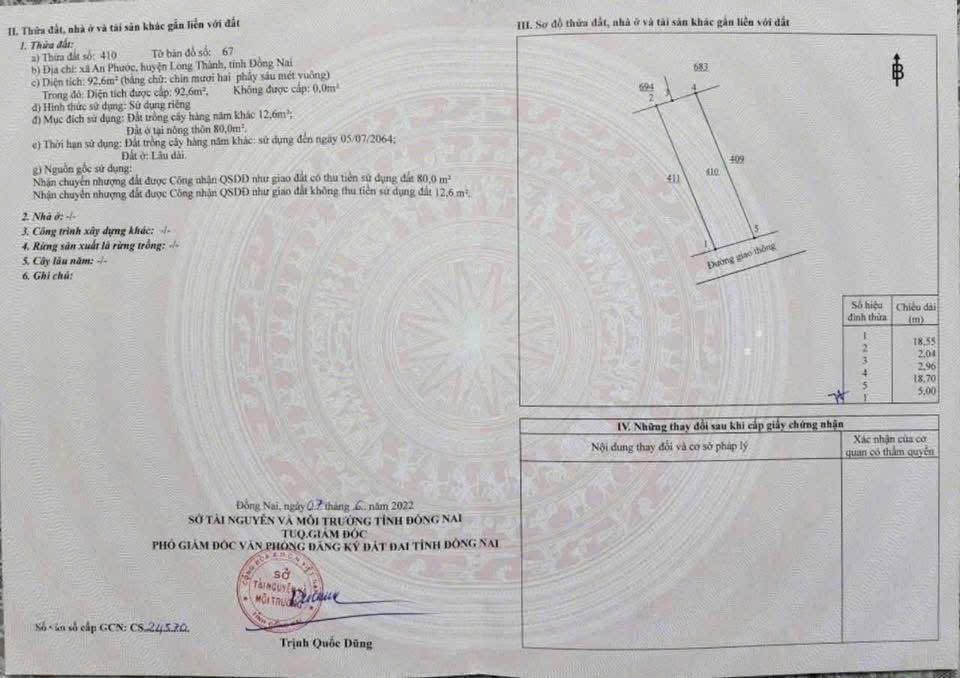 II. Thửa đất, nhà ở và tài sản khác gắn liền với đất
1. Thửa đất:
a) Thửa đất số: 410 Tờ bản đồ số: 67
b) Địa chỉ: xã An Phước, huyện Long Thành, tỉnh Đồng Nai
c) Diện tích: 92,6m² (bằng chữ: chín mươi hai phẩy sáu mét vuông)
Trong đó: Diện tích được cấp: 92,6m², Không được cấp: 0,0m²
d) Hình thức sử dụng: Sử dụng riêng
đ) Mục đích sử dụng: Đất trồng cây hàng năm khác 12,6m²;
Đất ở tại nông thôn 80,0m².
e) Thời hạn sử dụng: Đất trồng cây hàng năm khác: sử dụng đến ngày 05/07/2064;
Đất ở: Lâu dài.
g) Nguồn gốc sử dụng:
Nhận chuyển nhượng đất được Công nhận QSDĐ như giao đất có thu tiền sử dụng đất 80,0 m²
Nhận chuyển nhượng đất được Công nhận QSDĐ như giao đất không thu tiền sử dụng đất 12,6 m².
2. Nhà ở: -/-
3. Công trình xây dựng khác: -/-
4. Rừng sản xuất là rừng trồng: -/-
5. Cây lâu năm: -/-
6. Ghi chú:
Đồng Nai, ngày 07 tháng 6 năm 2022
SỞ TÀI NGUYÊN VÀ MÔI TRƯỜNG TỈNH ĐỒNG NAI
TUQ.GIÁM ĐỐC
PHÓ GIÁM ĐỐC VĂN PHÒNG ĐĂNG KÝ ĐẤT ĐAI TỈNH ĐỒNG NAI
SỞ
TÀI NGUYÊN VÀ
MÔI TRƯỜNG
Số vào sổ cấp GCN: CS 24570
Trịnh Quốc Dũng
III. Sơ đồ thửa đất, nhà ở và tài sản khác gắn liền với đất
B
683
694
2 3 4
409
411 410
1 5
Đường giao thông
Số hiệu đỉnh thửa
Chiều dài (m)
1
18,55
2
2,04
3
2,96
4
18,70
5
5,00
1
IV. Những thay đổi sau khi cấp giấy chứng nhận
Nội dung thay đổi và cơ sở pháp lý
Xác nhận của cơ
quan có thẩm quyền